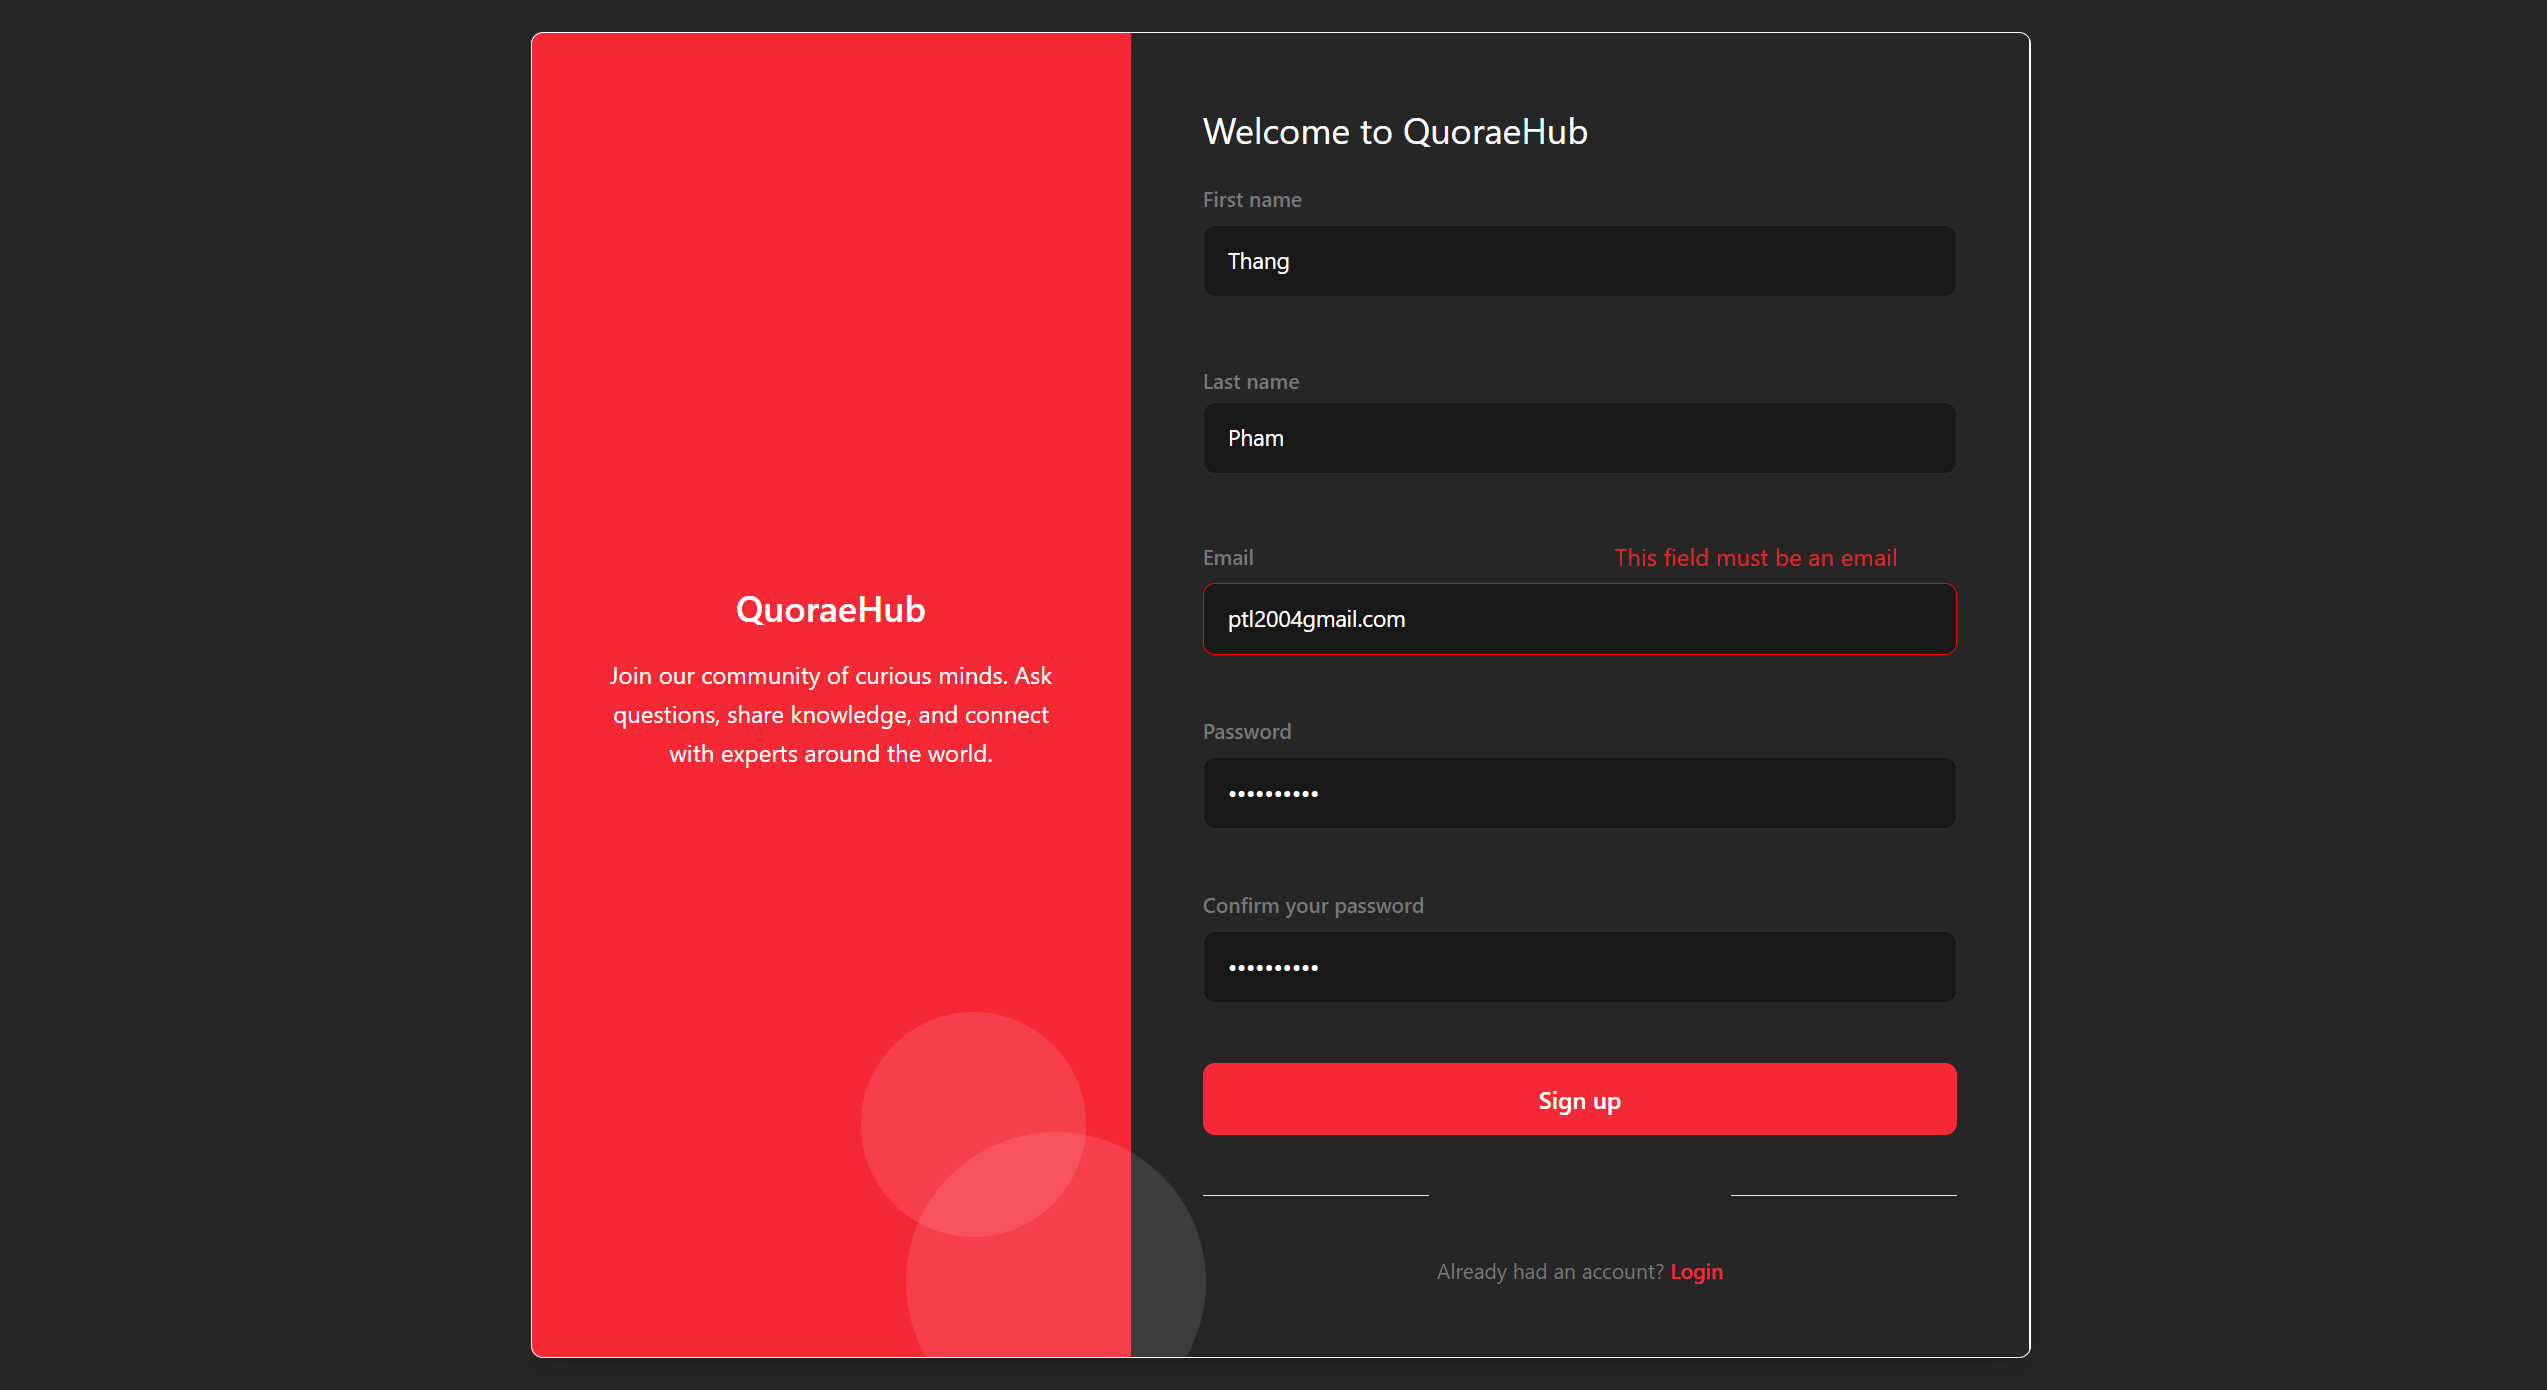 QuoraeHub
Join our community of curious minds. Ask
questions, share knowledge, and connect
with experts around the world.
Welcome to QuoraeHub
First name
Thang
Last name
Pham
Email
This field must be an email
ptl2004gmail.com
Password
••••••••••
Confirm your password
••••••••••
Sign up
Already had an account? Login